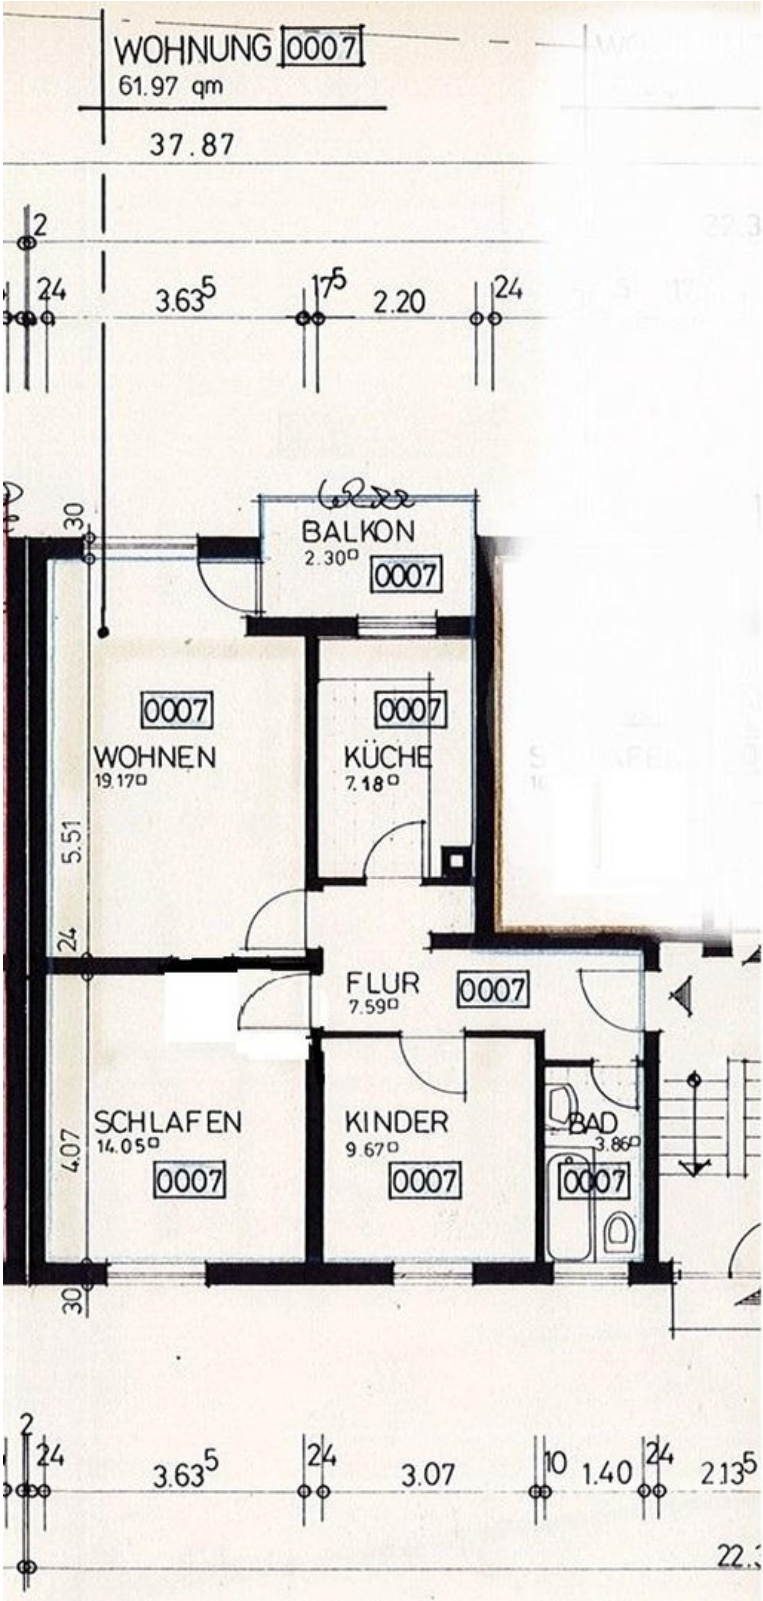 WOHNUNG 0007
61.97 qm
37.87
2
24 3.63⁵ 17⁵ 2.20 24
30
BALKON
2.30
0007
0007 0007
WOHNEN KÜCHE
19.17 7.18
5.51
24
FLUR 0007
7.59
SCHLAFEN KINDER BAD
14.05 9.67 3.86
4.07
0007 0007 0007
30
2
24 3.63⁵ 24 3.07 10 1.40 24 2.13⁵